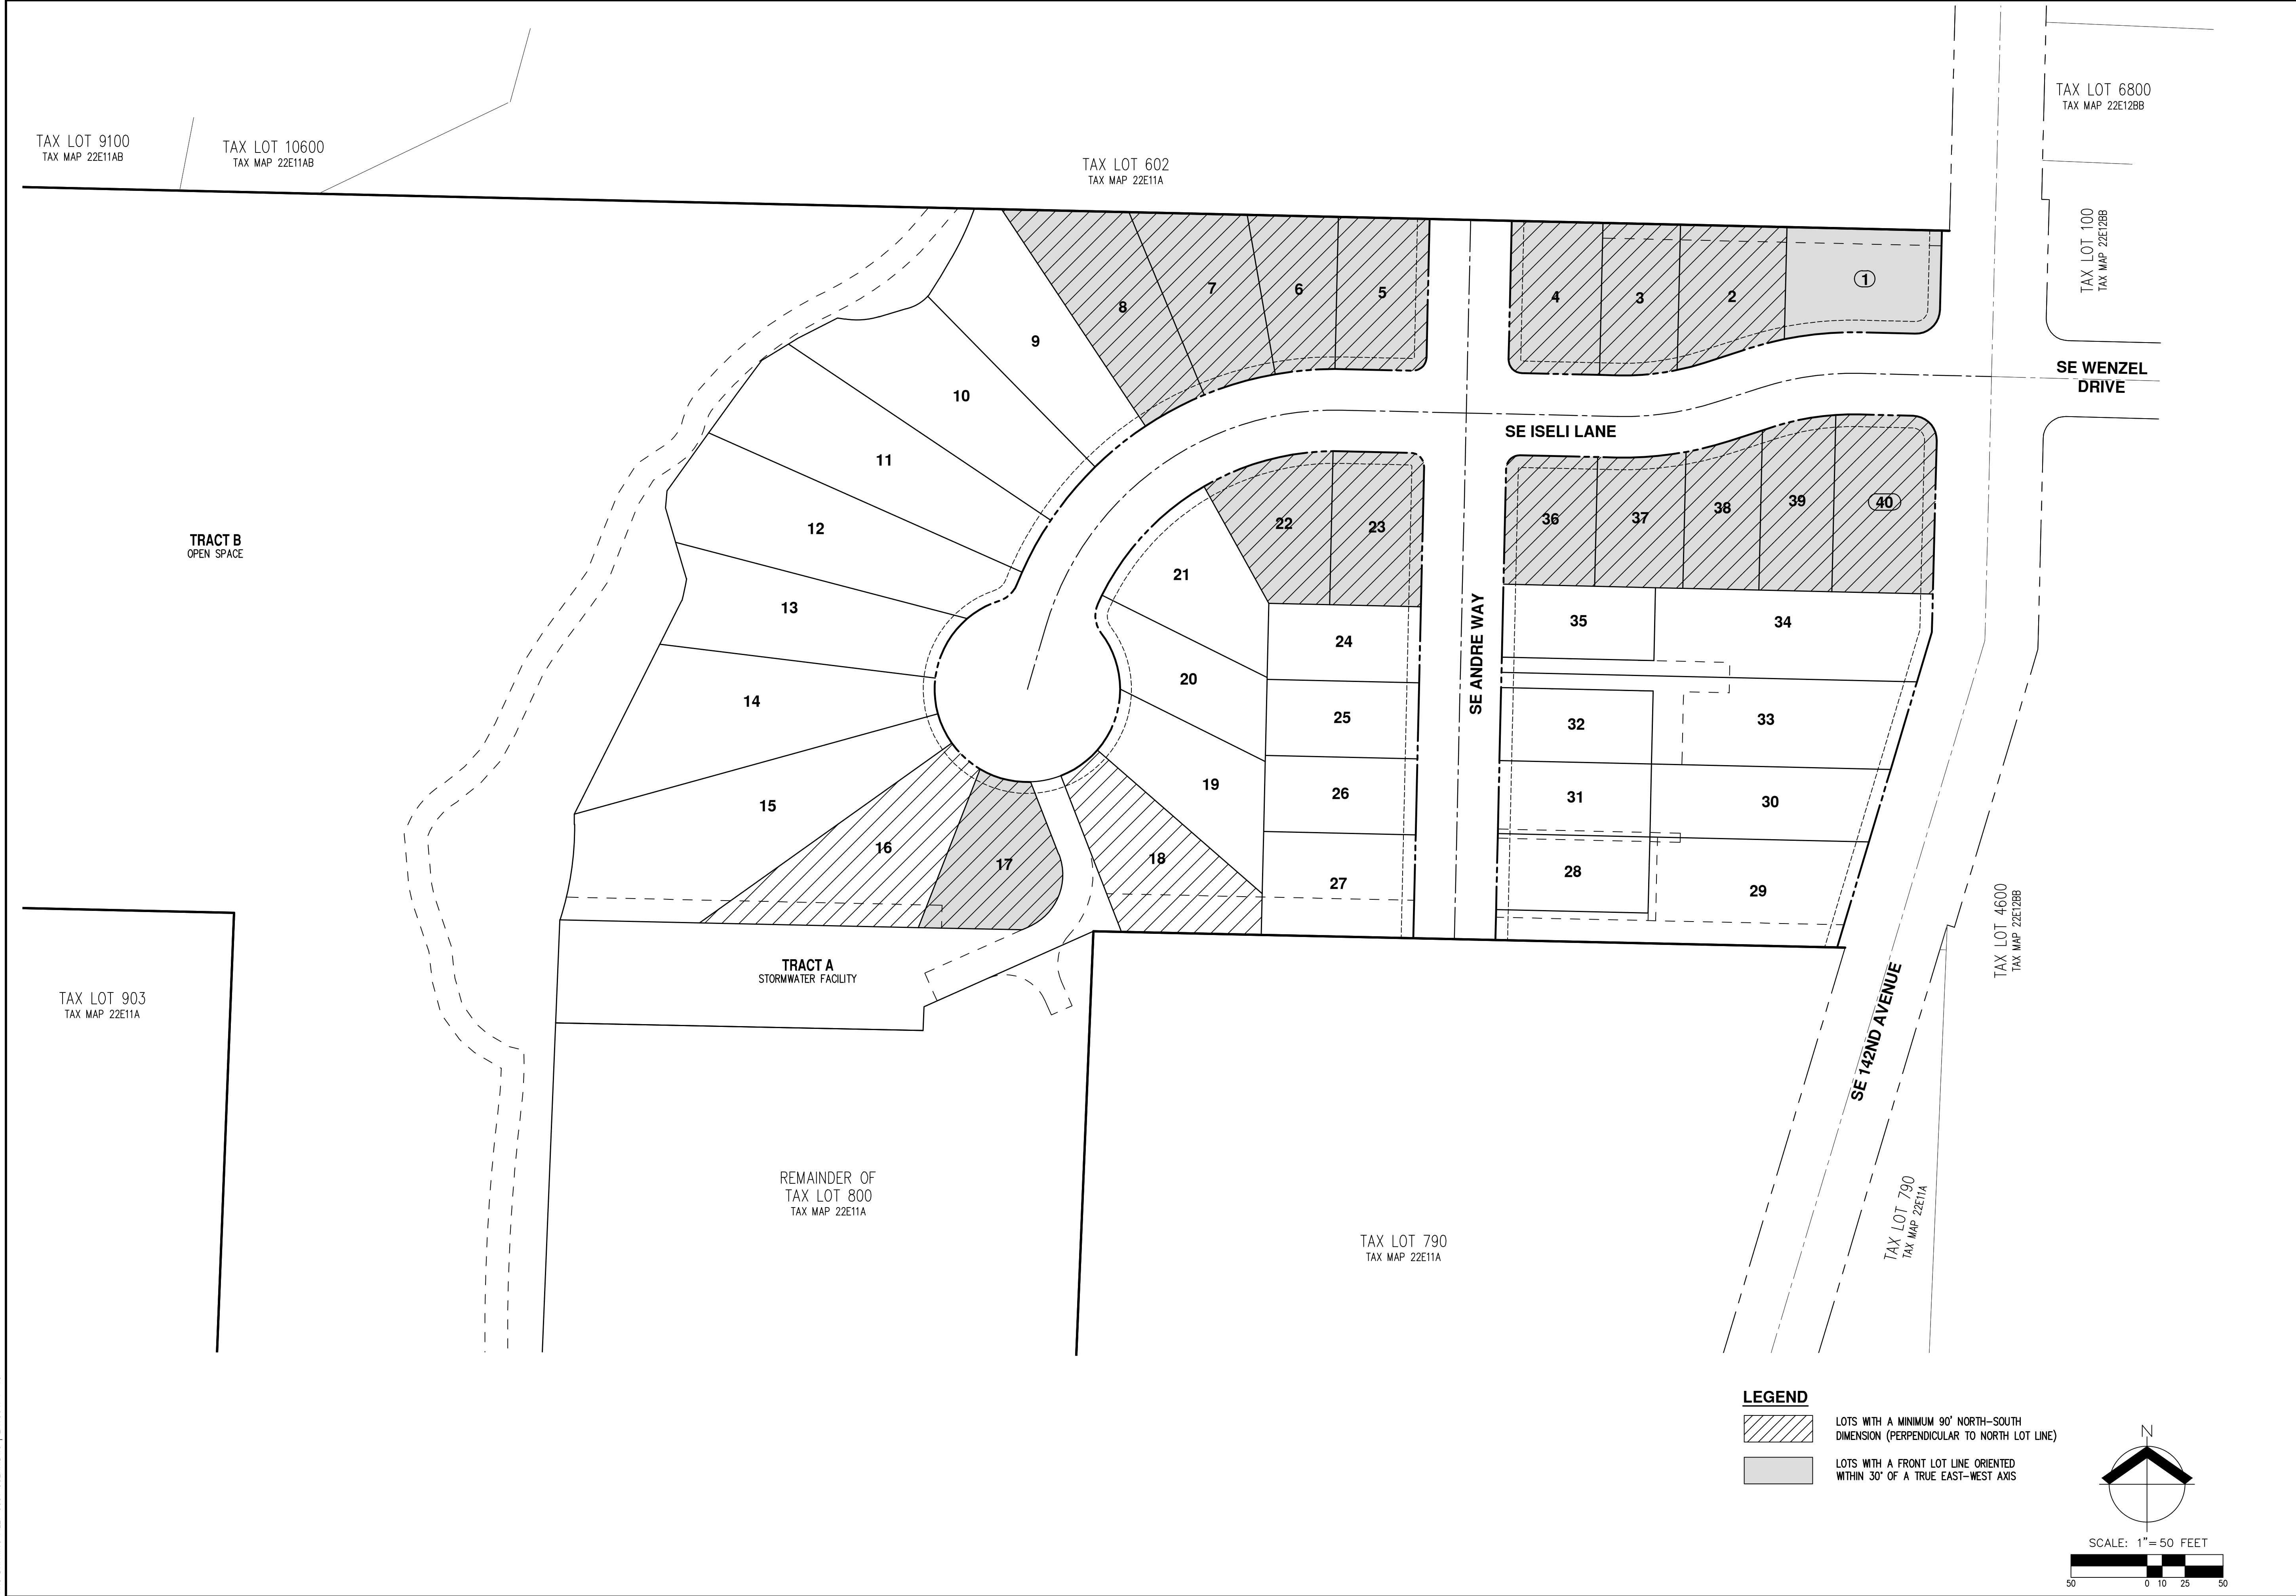 TAX LOT 6800
TAX MAP 22E12BB
TAX LOT 9100
TAX MAP 22E11AB
TAX LOT 10600
TAX MAP 22E11AB
TAX LOT 602
TAX MAP 22E11A
TAX LOT 100
TAX MAP 22E12BB
8
7
6
5
4
3
2
1
9
10
SE WENZEL
DRIVE
SE ISELI LANE
11
12
22
23
36
37
38
39
40
TRACT B
OPEN SPACE
21
13
24
35
34
SE ANDRE WAY
20
14
25
32
33
15
19
26
31
30
16
17
18
27
28
29
TAX LOT 4600
TAX MAP 22E12BB
TRACT A
STORMWATER FACILITY
TAX LOT 903
TAX MAP 22E11A
SE 142ND AVENUE
REMAINDER OF
TAX LOT 800
TAX MAP 22E11A
TAX LOT 790
TAX MAP 22E11A
TAX LOT 790
TAX MAP 22E11A
LEGEND
LOTS WITH A MINIMUM 90' NORTH-SOUTH
DIMENSION (PERPENDICULAR TO NORTH LOT LINE)
LOTS WITH A FRONT LOT LINE ORIENTED
WITHIN 30° OF A TRUE EAST-WEST AXIS
N
SCALE: 1"= 50 FEET
50 0 10 25 50